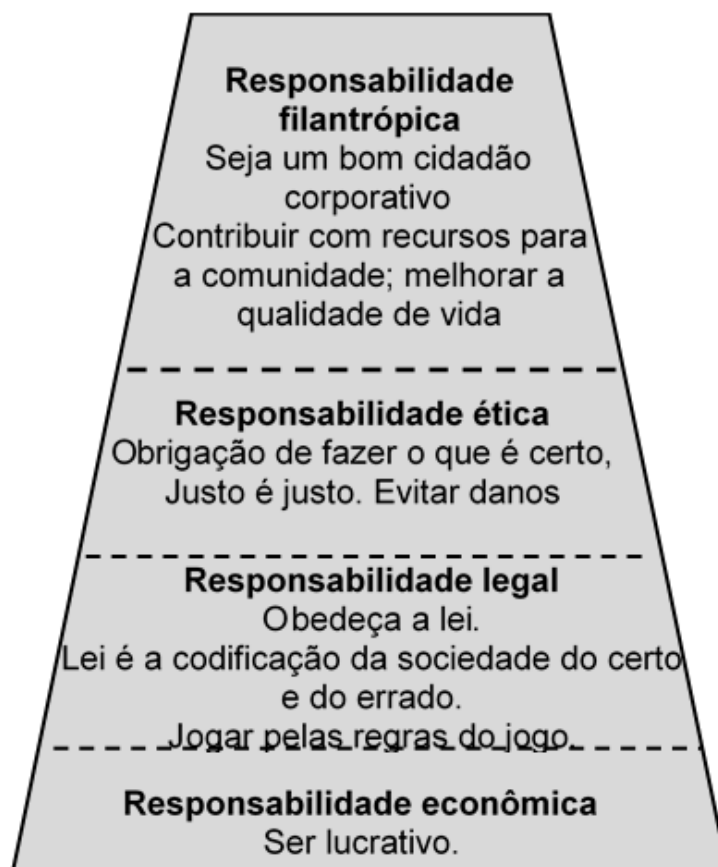 Responsabilidade
filantrópica
Seja um bom cidadão
corporativo
Contribuir com recursos para
a comunidade; melhorar a
qualidade de vida
Responsabilidade ética
Obrigação de fazer o que é certo,
Justo é justo. Evitar danos
Responsabilidade legal
Obedeça a lei.
Lei é a codificação da sociedade do certo
e do errado.
Jogar pelas regras do jogo.
Responsabilidade econômica
Ser lucrativo.